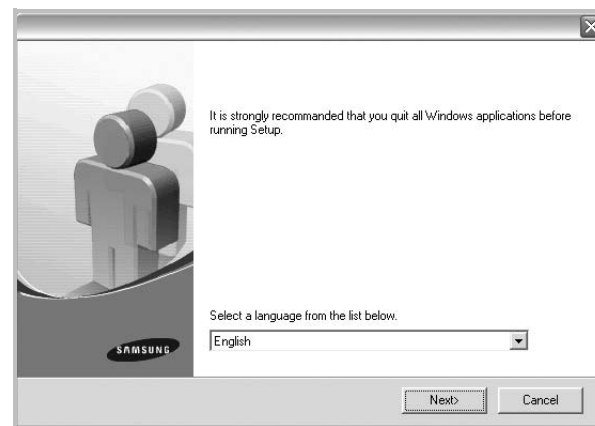 It is strongly recommanded that you quit all Windows applications before
running Setup.
Select a language from the list below.
English
SAMSUNG
Next>
Cancel